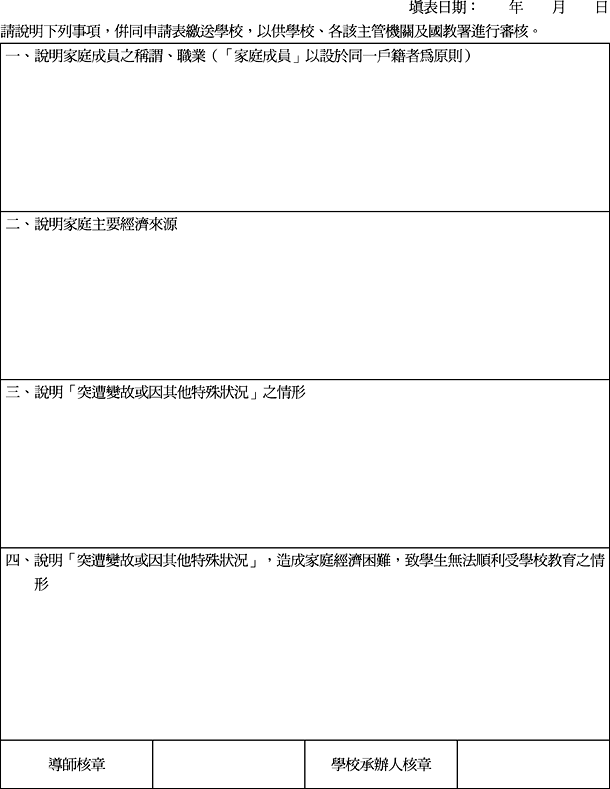 填表日期： 年 月 日
請說明下列事項，併同申請表繳送學校，以供學校、各該主管機關及國教署進行審核。
一、說明家庭成員之稱謂、職業（「家庭成員」以設於同一戶籍者為原則）
二、說明家庭主要經濟來源
三、說明「突遭變故或因其他特殊狀況」之情形
四、說明「突遭變故或因其他特殊狀況」，造成家庭經濟困難，致學生無法順利受學校教育之情
形
導師核章 學校承辦人核章